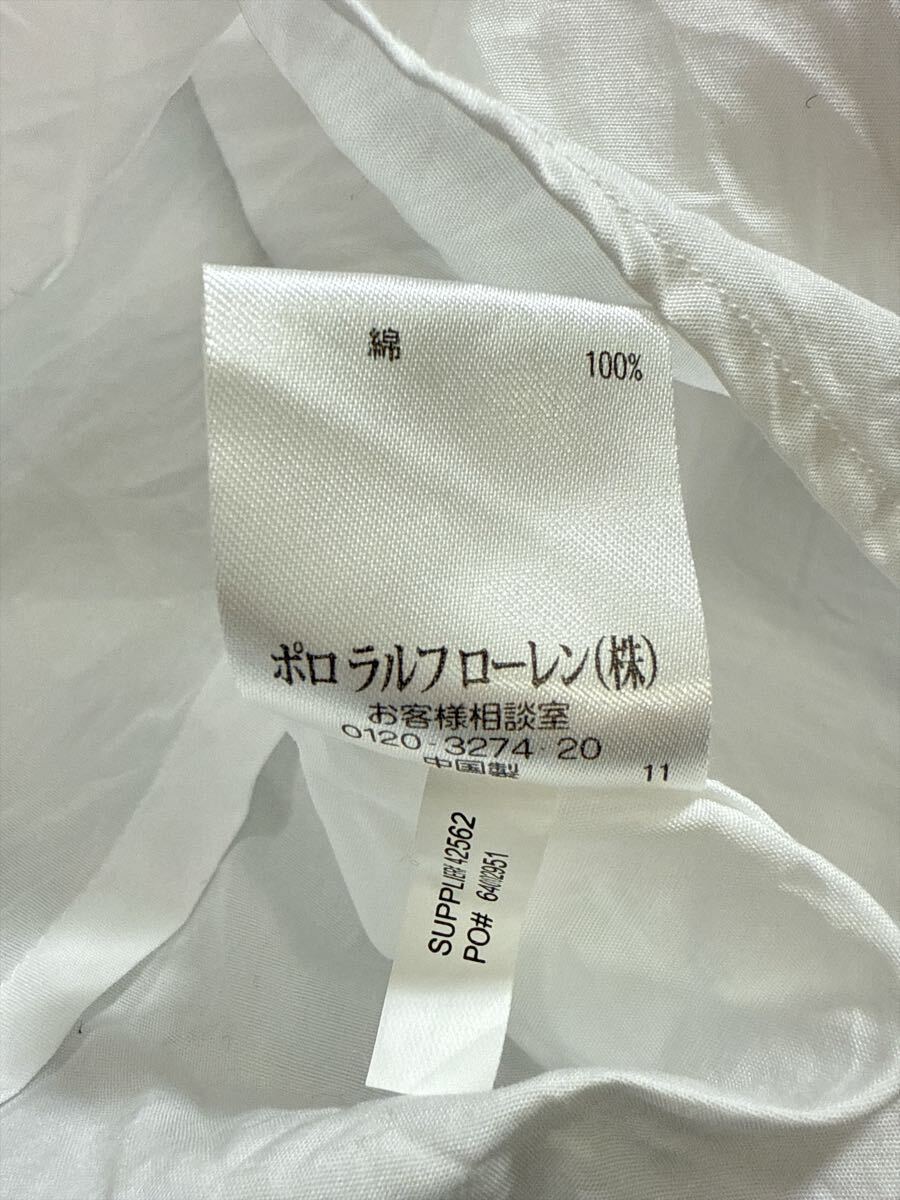 綿 100%
ポロ ラルフ ローレン(株)
お客様相談室
0120-3274-20
中国製 11
SUPPLIER# 42562
PO#